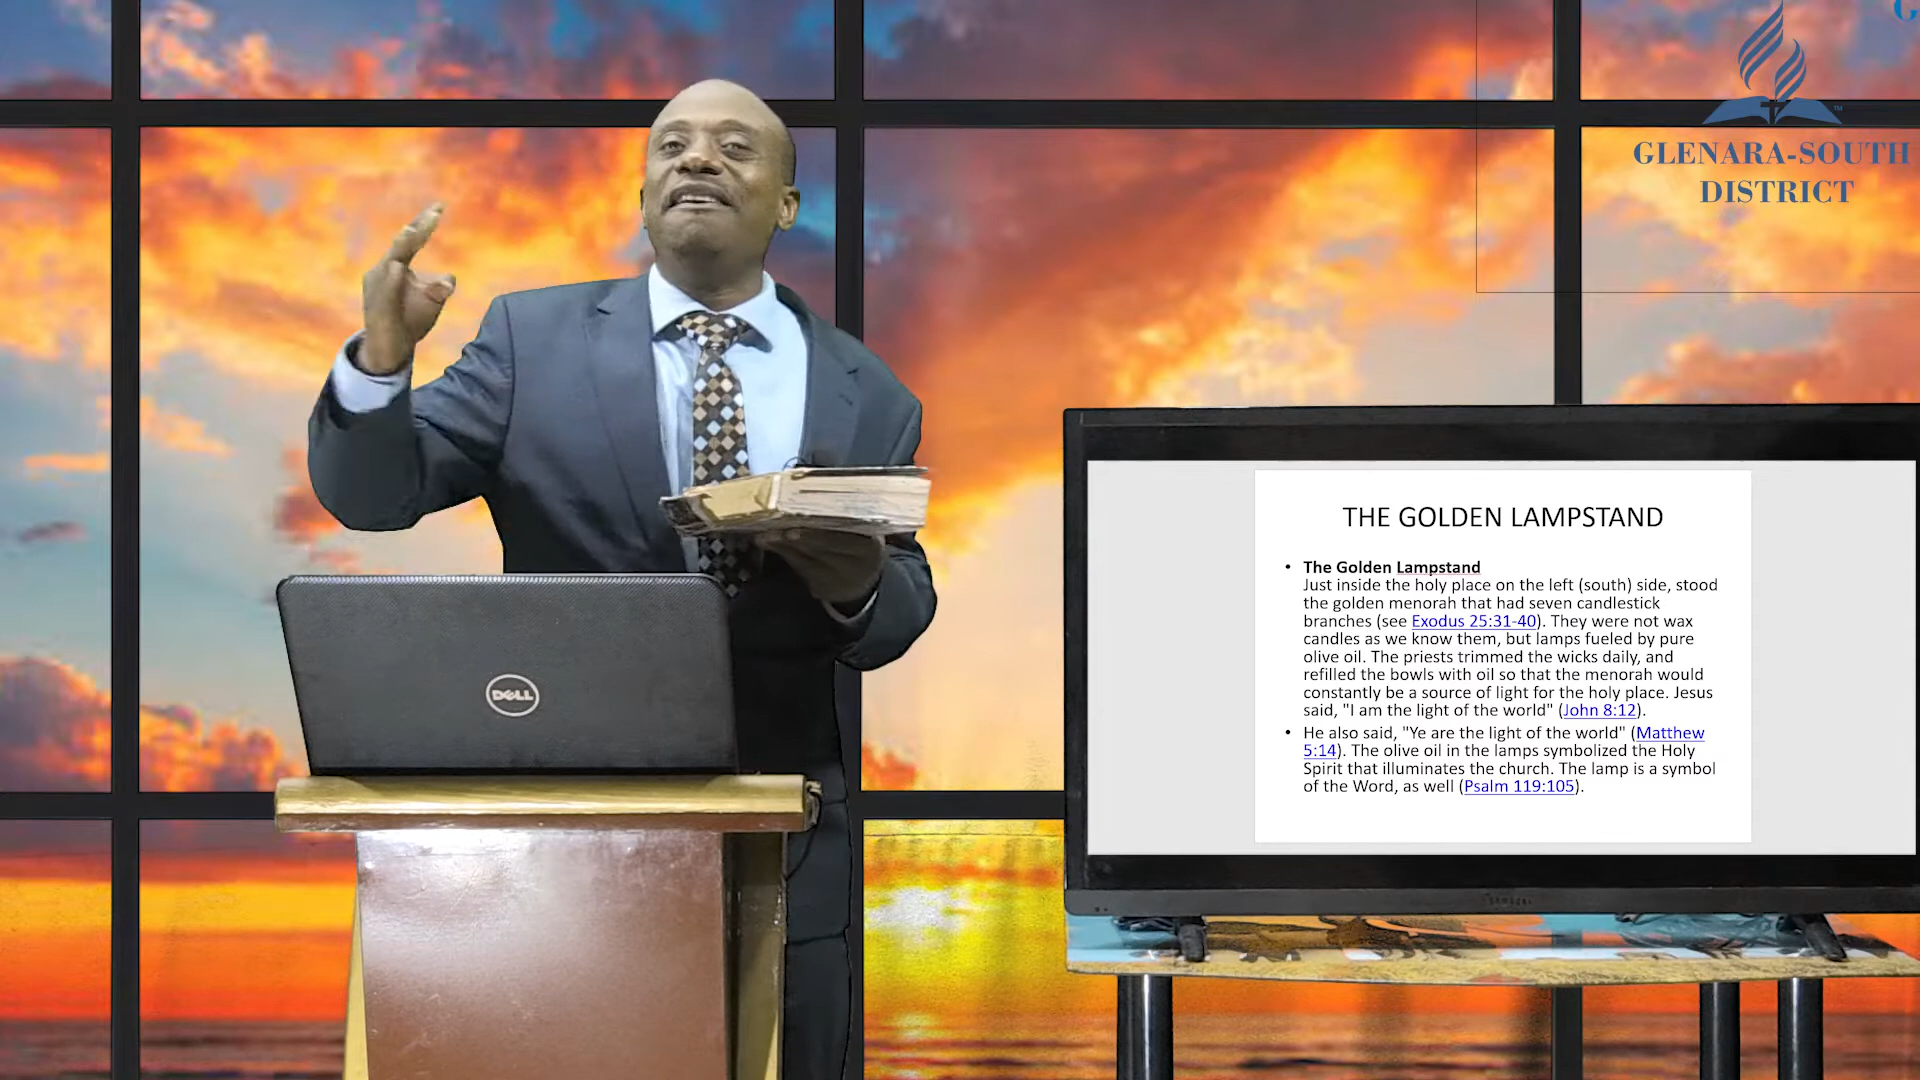 G
™
GLENARA-SOUTH
DISTRICT
THE GOLDEN LAMPSTAND
• The Golden Lampstand
Just inside the holy place on the left (south) side, stood
the golden menorah that had seven candlestick
branches (see Exodus 25:31-40). They were not wax
candles as we know them, but lamps fueled by pure
olive oil. The priests trimmed the wicks daily, and
refilled the bowls with oil so that the menorah would
constantly be a source of light for the holy place. Jesus
said, "I am the light of the world" (John 8:12).
• He also said, "Ye are the light of the world" (Matthew
5:14). The olive oil in the lamps symbolized the Holy
Spirit that illuminates the church. The lamp is a symbol
of the Word, as well (Psalm 119:105).
DELL
SAMSUNG